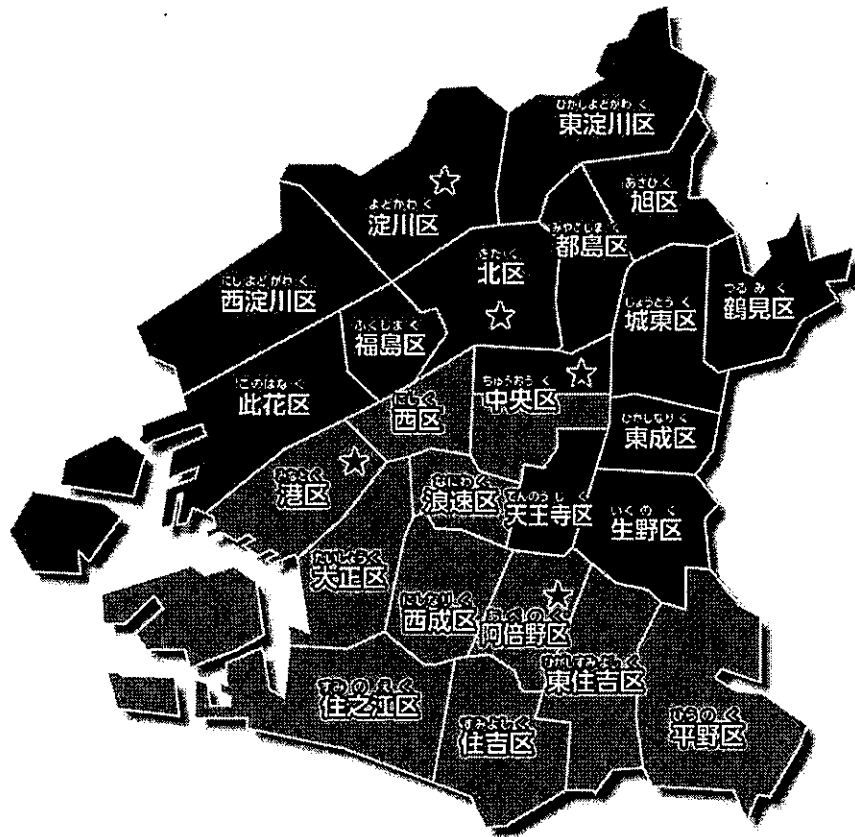 ひがしよどがわ く
東淀川区
あさひ く
旭区
よどがわ く
淀川区
みやこじま く
都島区
きた く
北区
にしよどがわ く
西淀川区
じょうとう く
城東区
つる み く
鶴見区
ふくしま く
福島区
ちゅうおう く
中央区
このはな く
此花区
にし く
西区
ひがしなり く
東成区
みなと く
港区
なにわ く
浪速区
てんのう じ く
天王寺区
いく の く
生野区
たいしょう く
大正区
にしなり く
西成区
あべの く
阿倍野区
ひがしすみ よし く
東住吉区
すみ の え く
住之江区
すみよし く
住吉区
ひら の く
平野区